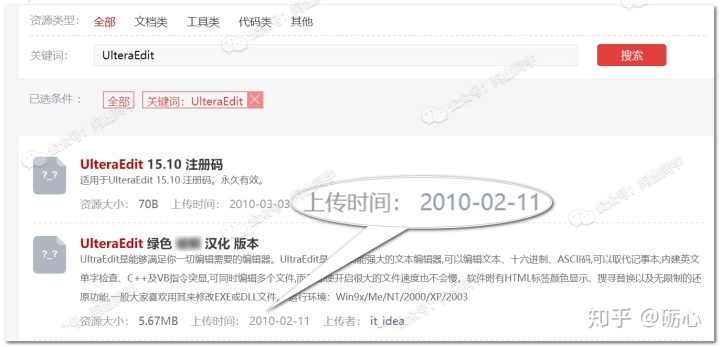 资源类型： 全部 文档类 工具类 代码类 其他
关键词： UlteraEdit 搜索
已选条件： 全部 关键词：UlteraEdit
UlteraEdit 15.10 注册码
适用于UlteraEdit 15.10 注册码。永久有效。
资源大小： 70B 上传时间： 2010-03-03
上传时间： 2010-02-11
UlteraEdit 绿色 汉化 版本
UltraEdit是能够满足你一切编辑需要的编辑器。UltraEdit是 强大的文本编辑器,可以编辑文本、十六进制、ASCII码,可以取代记事本,内建英文
单字检查、C++及VB指令突显,可同时编辑多个文件,而 使开启很大的文件速度也不会慢。软件附有HTML标签颜色显示、搜寻替换以及无限制的还
原功能,一般大家喜欢用其来修改EXE或DLL文件。 运行环境：Win9x/Me/NT/2000/XP/2003
资源大小： 5.67MB 上传时间： 2010-02-11 上传者： it_idea
知乎 @砺心